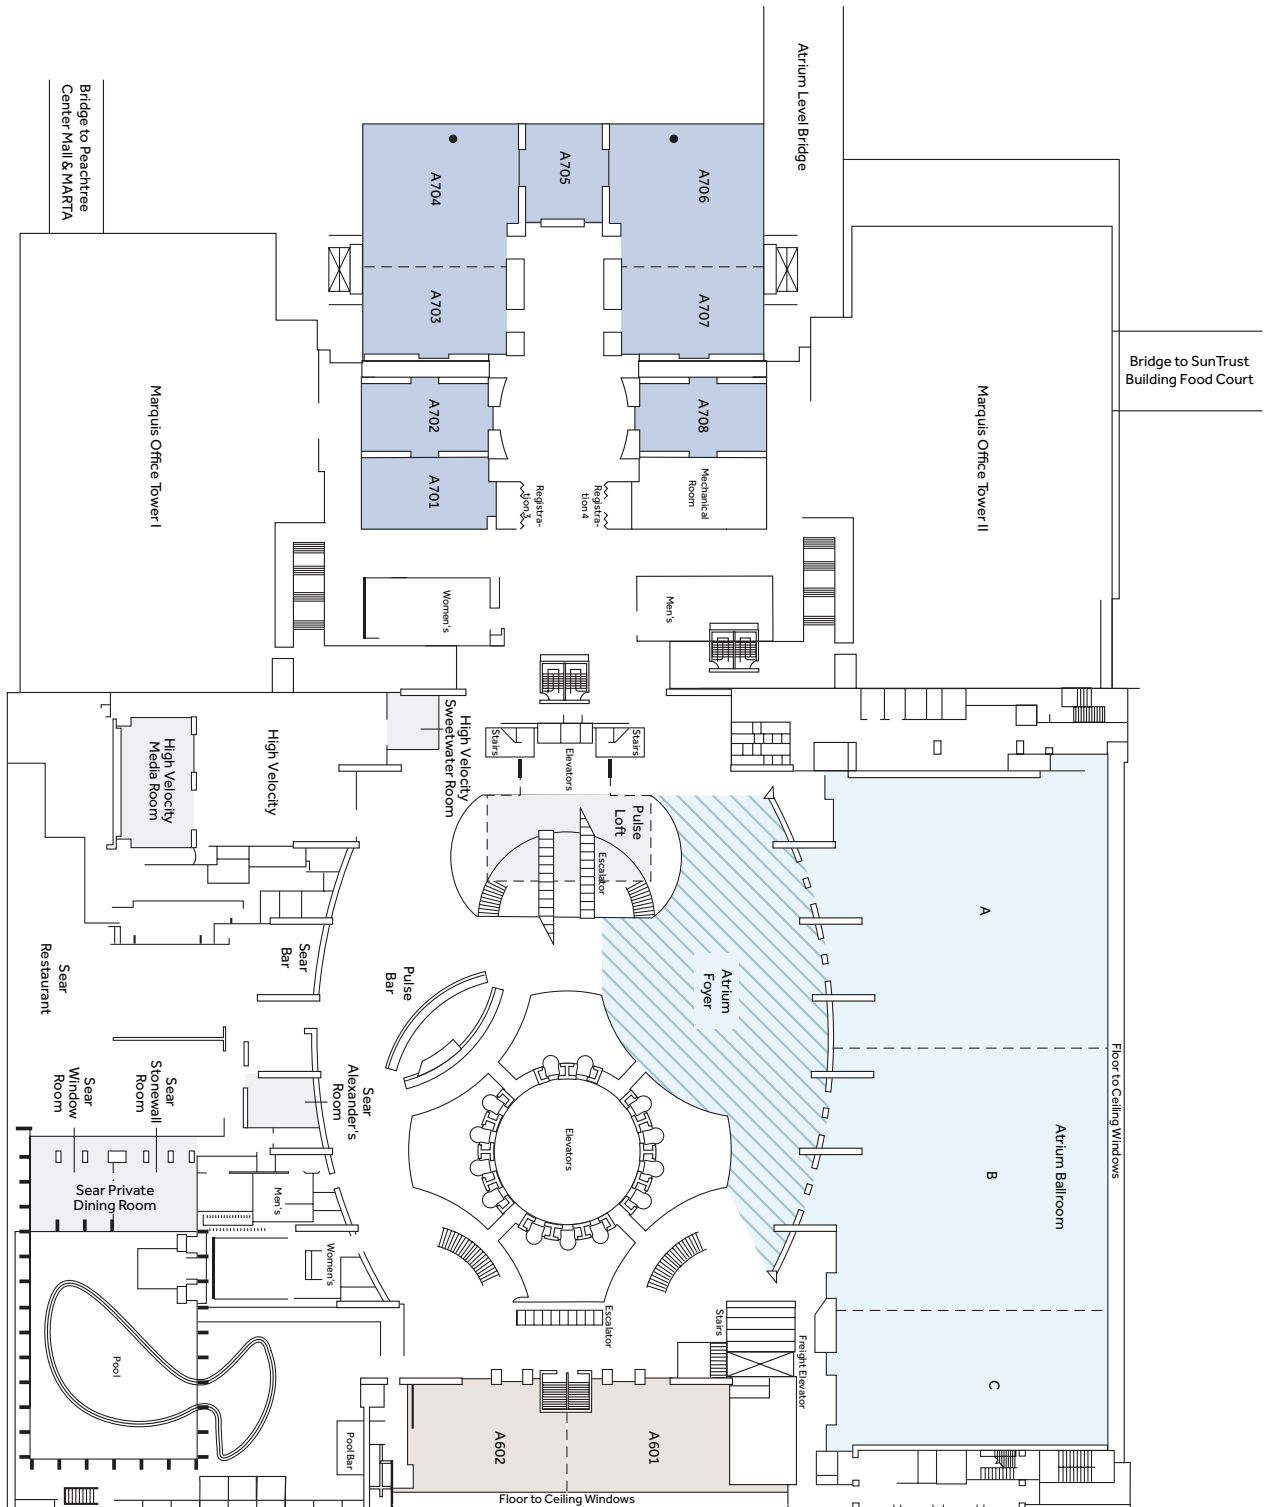 Atrium Level Bridge
Bridge to Peachtree
Center Mall & MARTA
A704
A705
A706
A703
A707
Bridge to SunTrust
Building Food Court
Marquis Office Tower I
A702
A708
Marquis Office Tower II
A701
Registra-
tion 3
Registra-
tion 4
Mechanical
Room
Women's
Men's
High Velocity
Media Room
High Velocity
High Velocity
Sweetwater Room
Stairs
Elevators
Stairs
Pulse
Loft
Escalator
A
Sear
Restaurant
Sear
Bar
Pulse
Bar
Atrium
Foyer
Floor to Ceiling Windows
Sear
Window
Room
Sear
Stonewall
Room
Sear
Alexander's
Room
Elevators
B
Atrium Ballroom
Sear Private
Dining Room
Men's
Women's
Escalator
Stairs
Freight Elevator
Pool
C
Pool Bar
A602
A601
Floor to Ceiling Windows